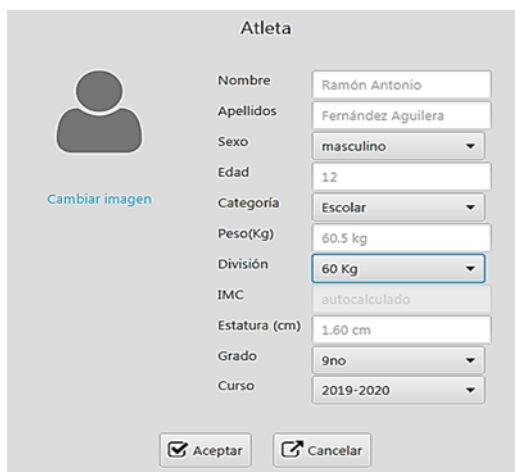 Atleta
Nombre Ramón Antonio
Apellidos Fernández Aguilera
Sexo masculino
Edad 12
Cambiar imagen
Categoría Escolar
Peso(Kg) 60.5 kg
División 60 Kg
IMC autocalculado
Estatura (cm) 1.60 cm
Grado 9no
Curso 2019-2020
Aceptar Cancelar